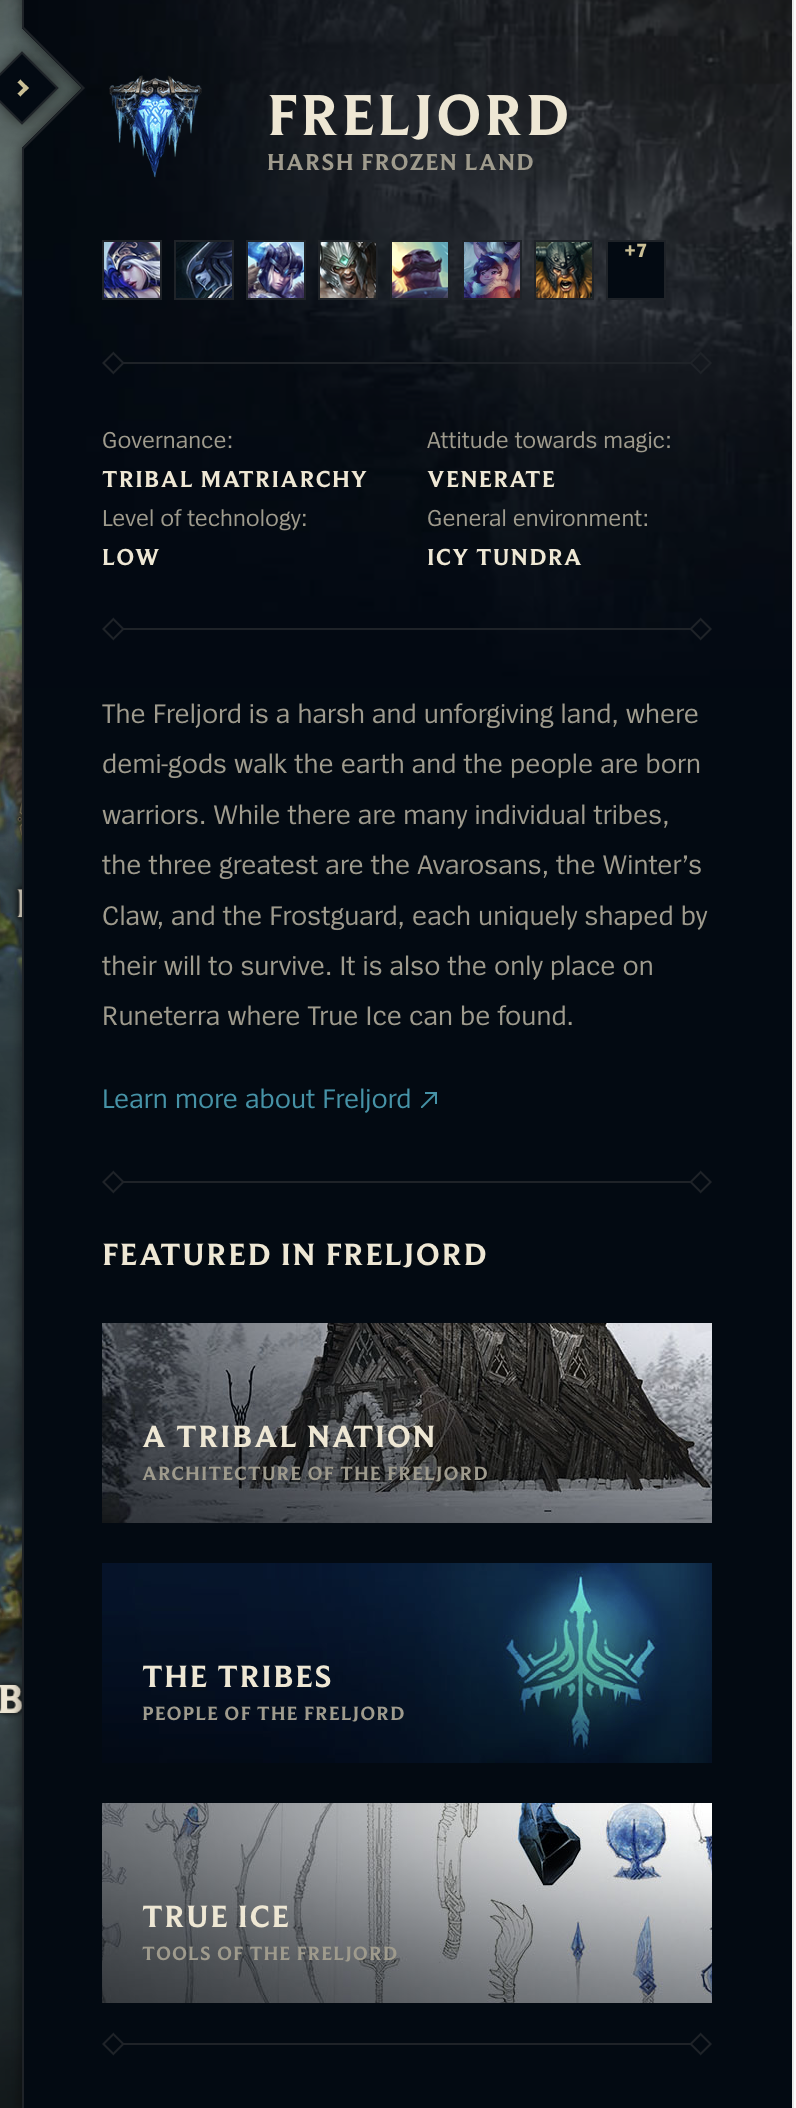 FRELJORD
HARSH FROZEN LAND
+7
Governance:
TRIBAL MATRIARCHY
Attitude towards magic:
VENERATE
Level of technology:
LOW
General environment:
ICY TUNDRA
The Freljord is a harsh and unforgiving land, where
demi-gods walk the earth and the people are born
warriors. While there are many individual tribes,
the three greatest are the Avarosans, the Winter’s
Claw, and the Frostguard, each uniquely shaped by
their will to survive. It is also the only place on
Runeterra where True Ice can be found.
Learn more about Freljord ↗
FEATURED IN FRELJORD
A TRIBAL NATION
ARCHITECTURE OF THE FRELJORD
THE TRIBES
PEOPLE OF THE FRELJORD
B
TRUE ICE
TOOLS OF THE FRELJORD